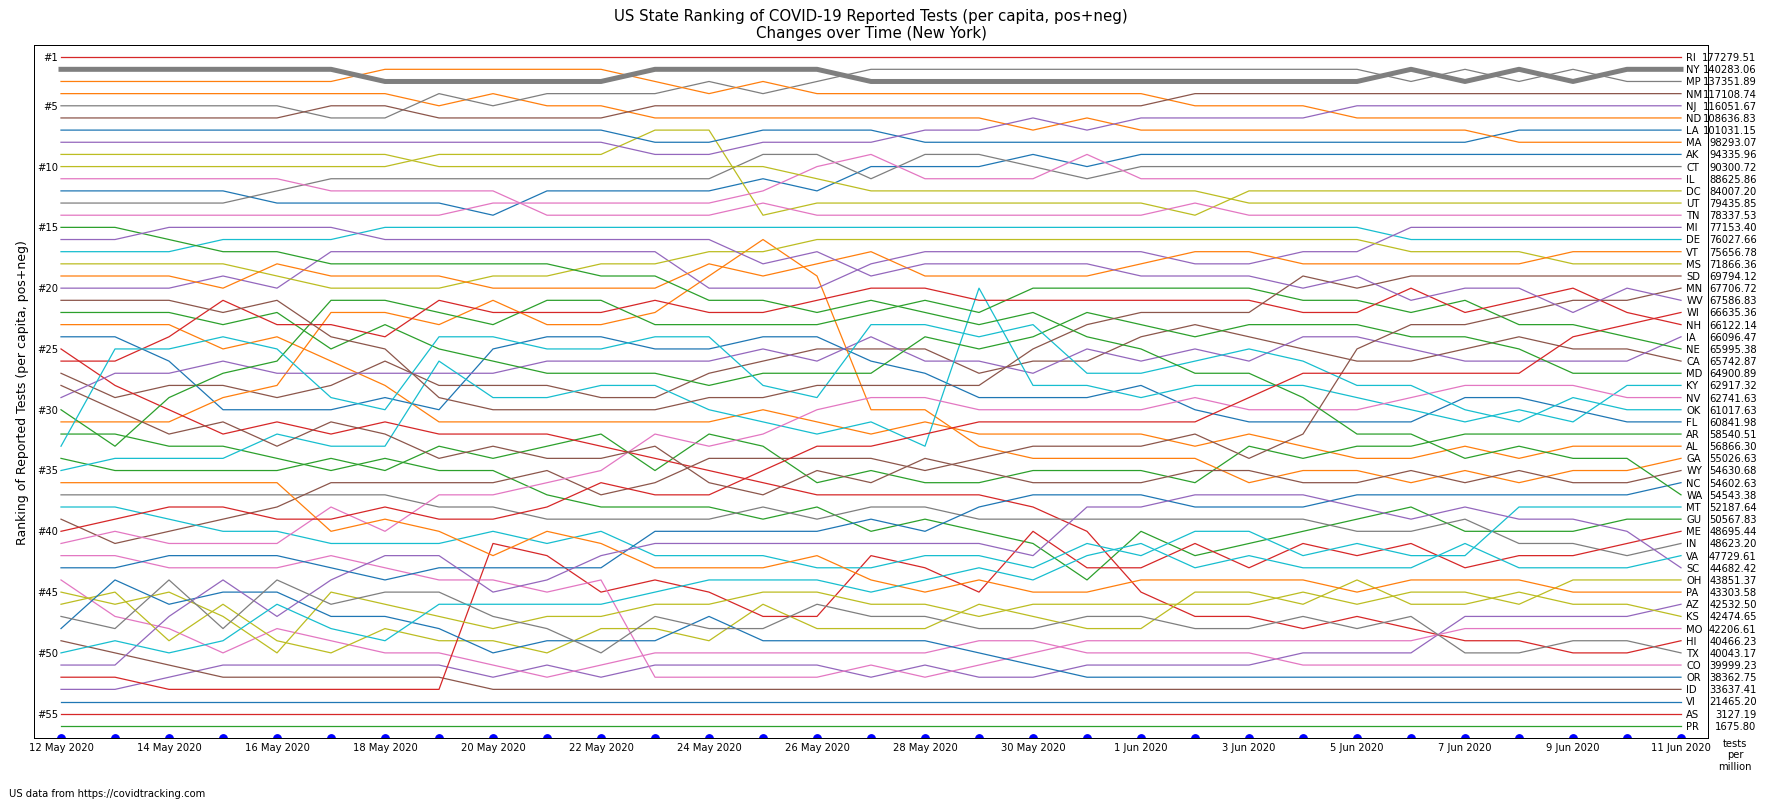 US State Ranking of COVID-19 Reported Tests (per capita, pos+neg)
Changes over Time (New York)
Ranking of Reported Tests (per capita, pos+neg)
#1
#5
#10
#15
#20
#25
#30
#35
#40
#45
#50
#55
RI 177279.51
NY 140283.06
MP 137351.89
NM 117108.74
NJ 116051.67
ND 108636.83
LA 101031.15
MA 98293.07
AK 94335.96
CT 90300.72
IL 88625.86
DC 84007.20
UT 79435.85
TN 78337.53
MI 77153.40
DE 76027.66
VT 75656.78
MS 71866.36
SD 69794.12
MN 67706.72
WV 67586.83
WI 66635.36
NH 66122.14
IA 66096.47
NE 65995.38
CA 65742.87
MD 64900.89
KY 62917.32
NV 62741.63
OK 61017.63
FL 60841.98
AR 58540.51
AL 56866.30
GA 55026.63
WY 54630.68
NC 54602.63
WA 54543.38
MT 52187.64
GU 50567.83
ME 48695.44
IN 48623.20
VA 47729.61
SC 44682.42
OH 43851.37
PA 43303.58
AZ 42532.50
KS 42474.65
MO 42206.61
HI 40466.23
TX 40043.17
CO 39999.23
OR 38362.75
ID 33637.41
VI 21465.20
AS 3127.19
PR 1675.80
12 May 2020 14 May 2020 16 May 2020 18 May 2020 20 May 2020 22 May 2020 24 May 2020 26 May 2020 28 May 2020 30 May 2020 1 Jun 2020 3 Jun 2020 5 Jun 2020 7 Jun 2020 9 Jun 2020 11 Jun 2020
tests
per
million
US data from https://covidtracking.com